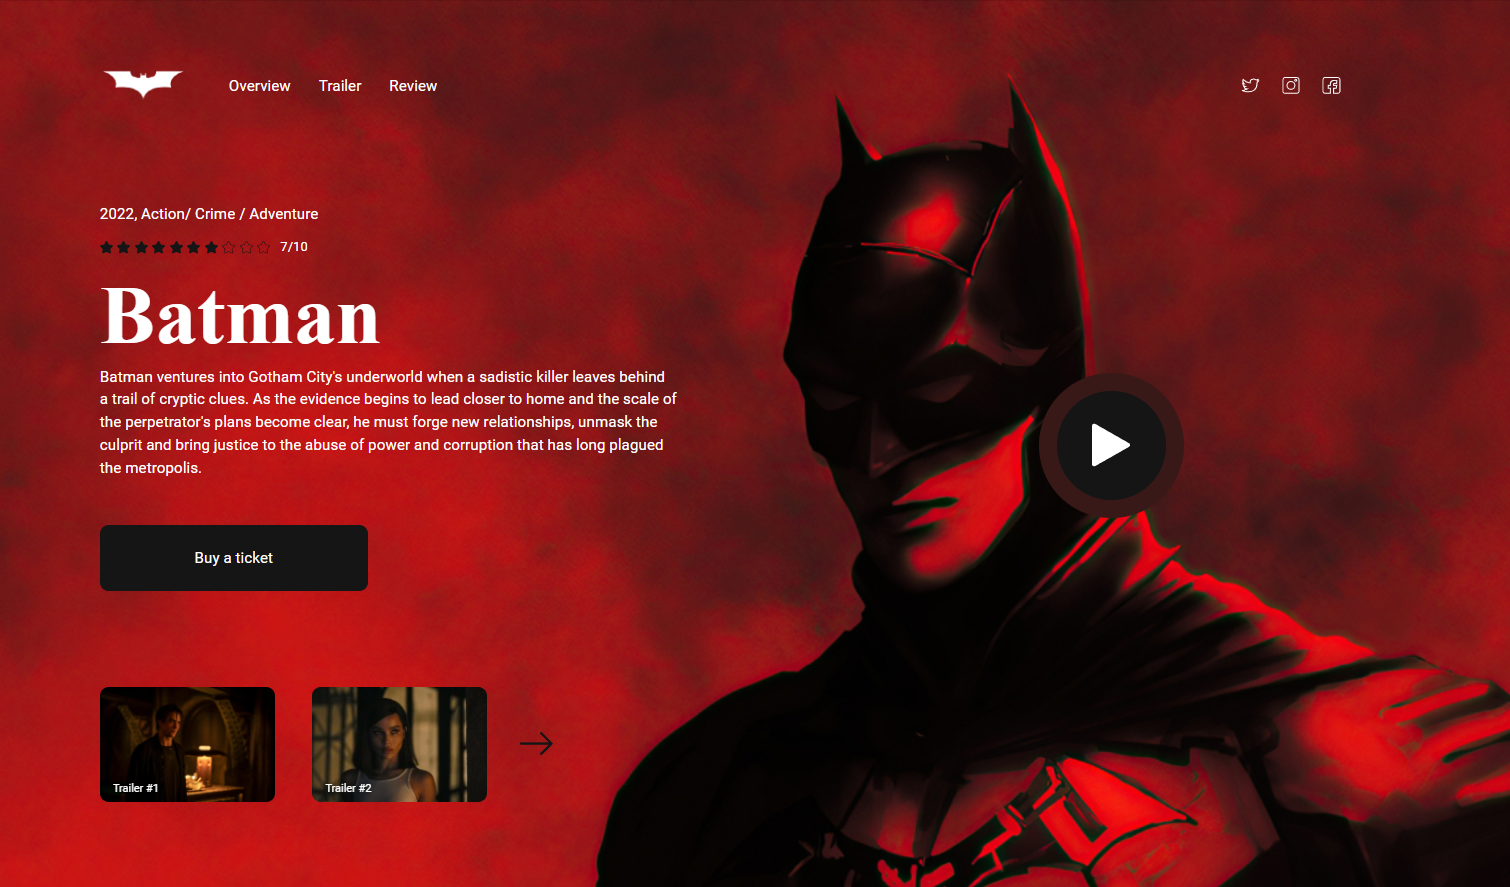 Overview Trailer Review
2022, Action/ Crime / Adventure
7/10
Batman
Batman ventures into Gotham City's underworld when a sadistic killer leaves behind
a trail of cryptic clues. As the evidence begins to lead closer to home and the scale of
the perpetrator's plans become clear, he must forge new relationships, unmask the
culprit and bring justice to the abuse of power and corruption that has long plagued
the metropolis.
Buy a ticket
Trailer #1
Trailer #2